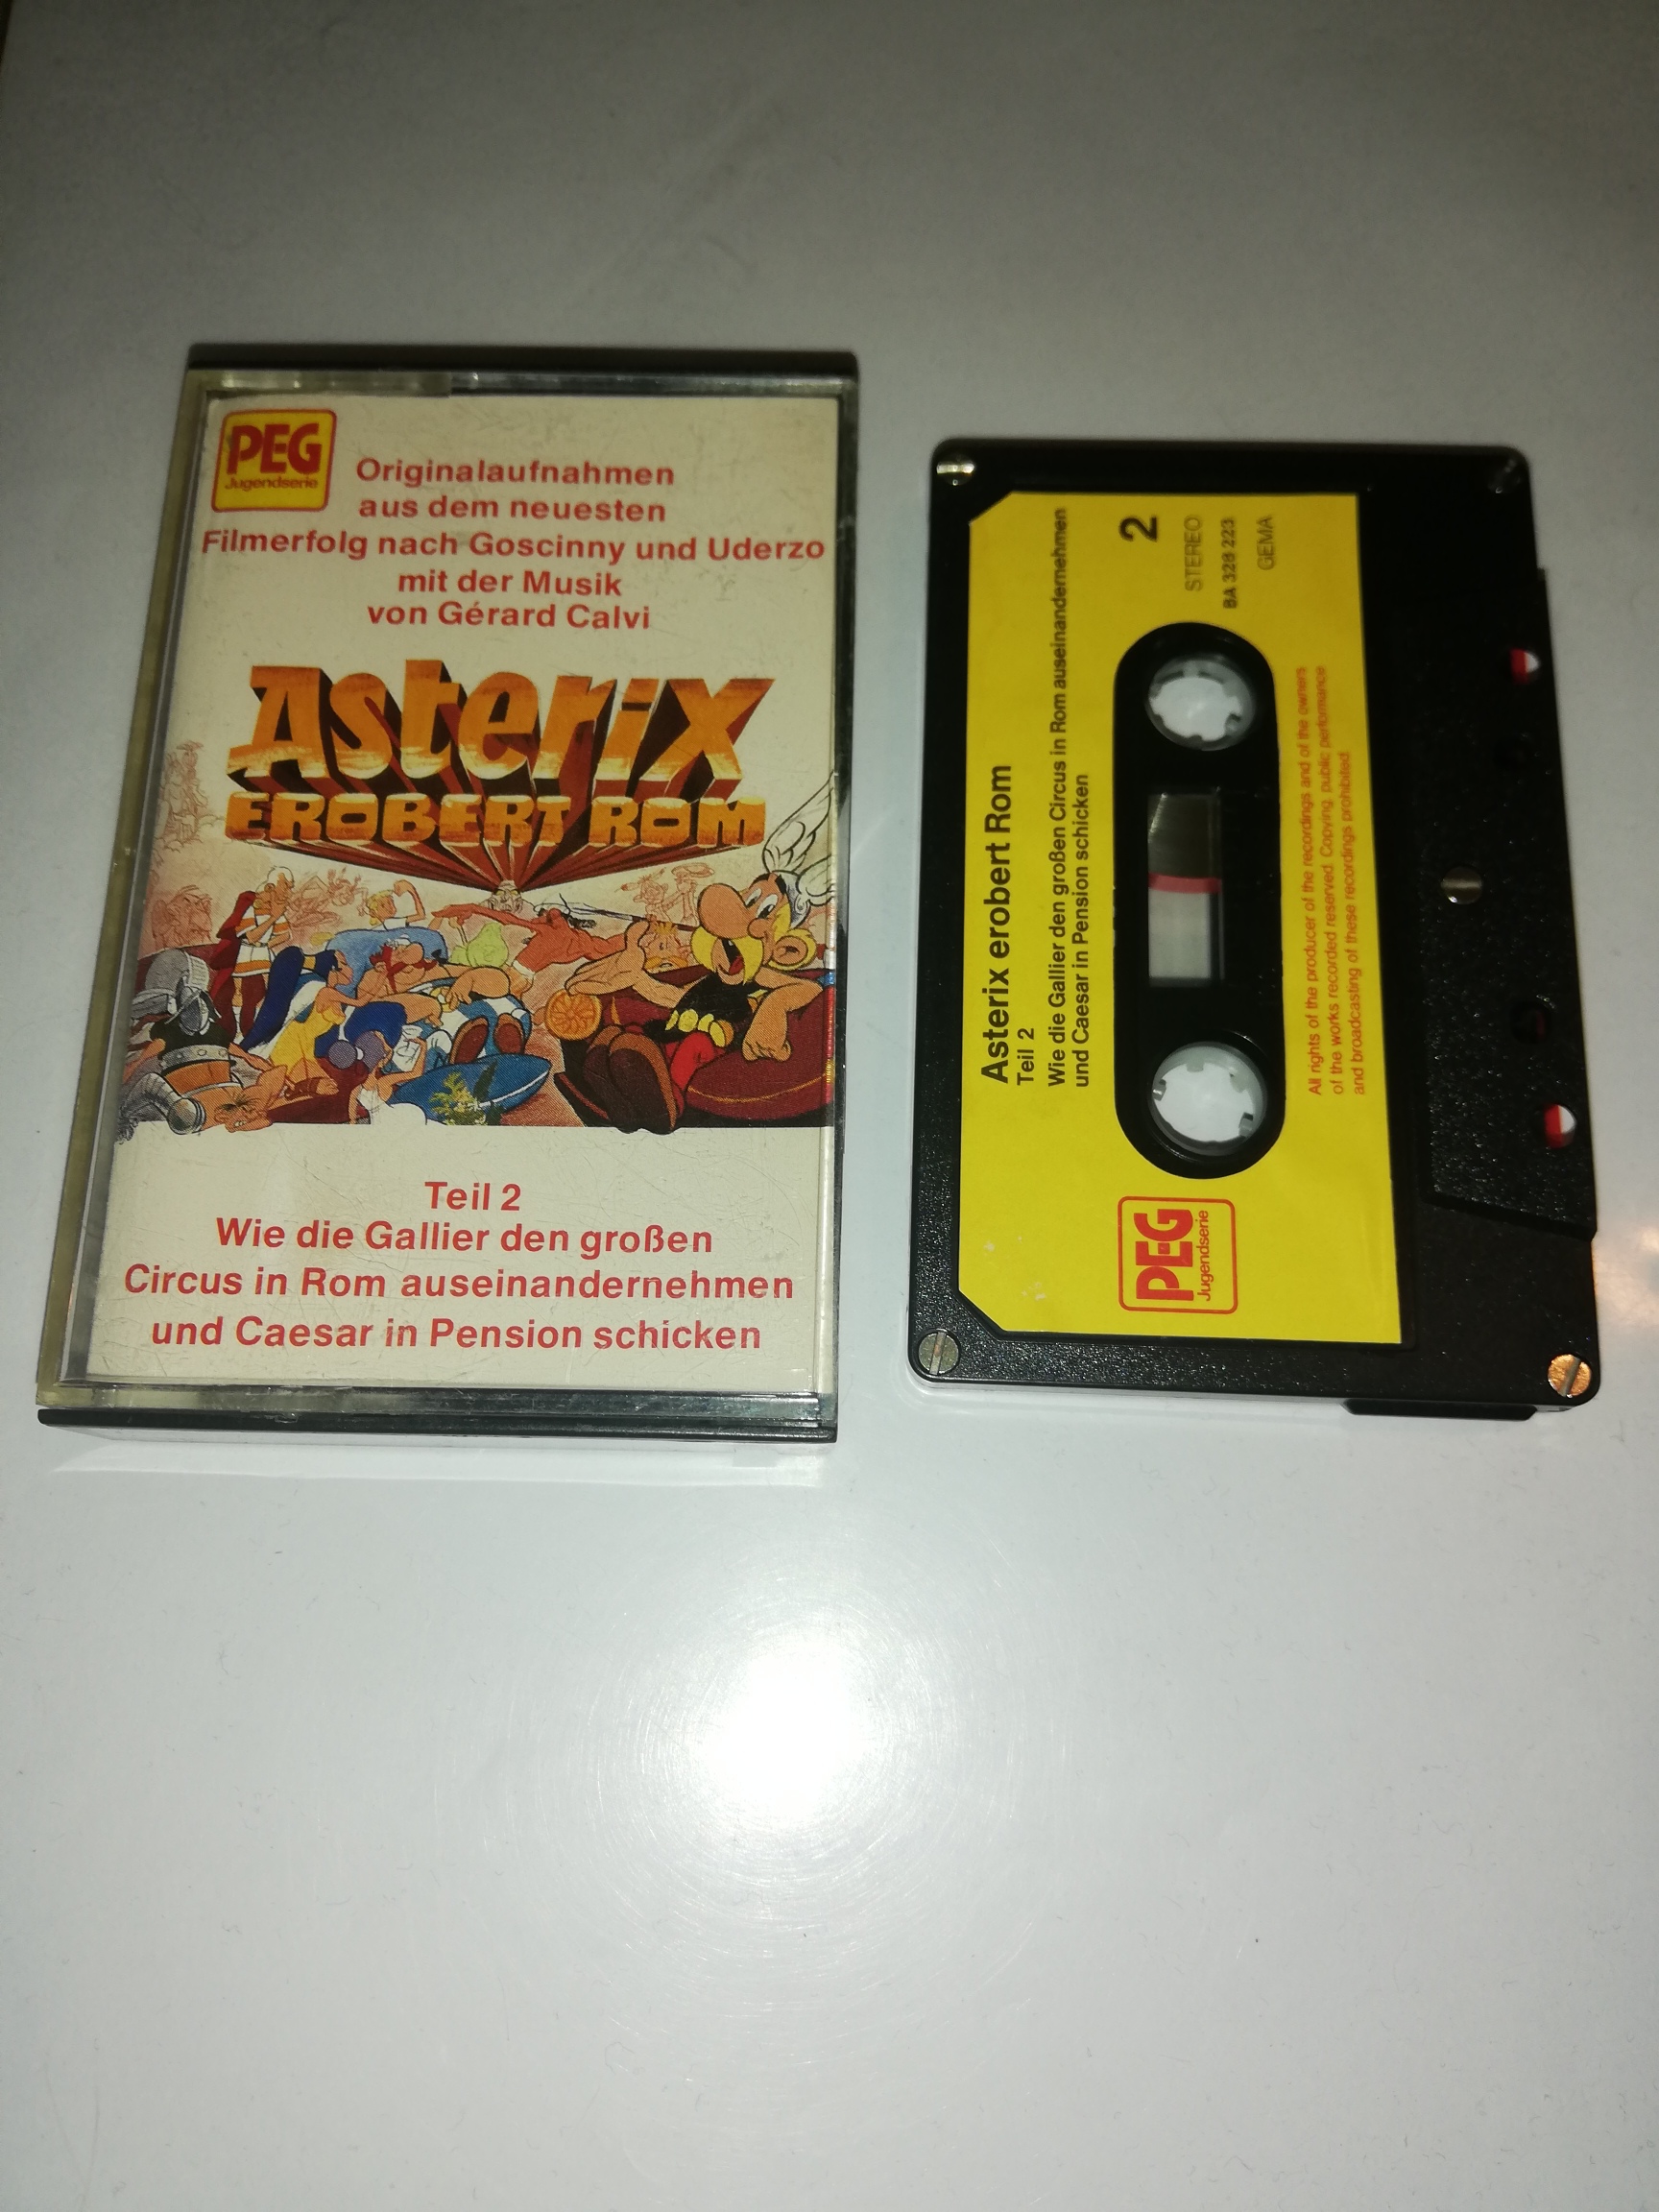 PEG
Jugendserie
Originalaufnahmen
aus dem neuesten
Filmerfolg nach Goscinny und Uderzo
mit der Musik
von Gérard Calvi
Asterix
EROBERT ROM
Teil 2
Wie die Gallier den großen
Circus in Rom auseinandernehmen
und Caesar in Pension schicken
Asterix erobert Rom
Teil 2
Wie die Gallier den großen Circus in Rom auseinandernehmen
und Caesar in Pension schicken
2
STEREO
BA 328 223
GEMA
PEG
Jugendserie
All rights of the producer of the recordings and of the owners
of the works recorded reserved. Copying, public performance
and broadcasting of these recordings prohibited